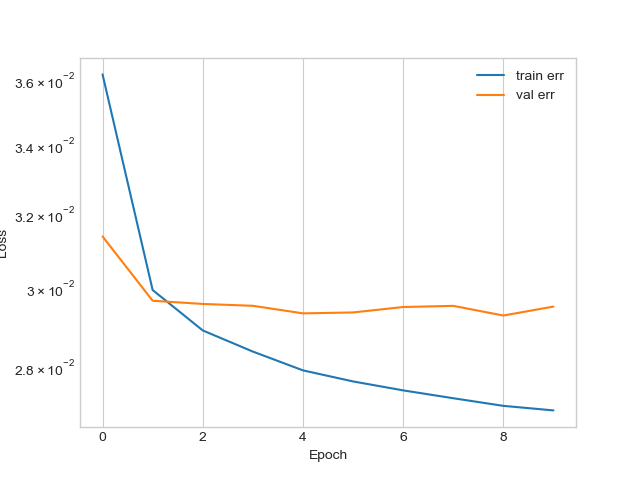 3.6 × 10⁻²
3.4 × 10⁻²
3.2 × 10⁻²
3 × 10⁻²
2.8 × 10⁻²
Loss
train err
val err
0 2 4 6 8
Epoch